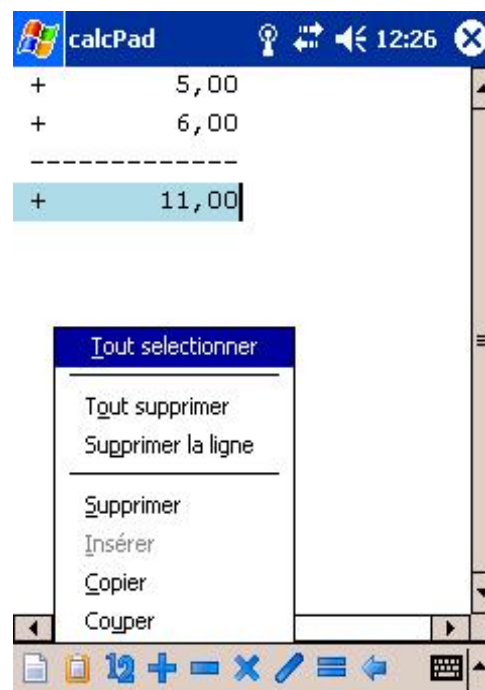 calcPad 12:26
+ 5,00
+ 6,00
-------------
+ 11,00
Tout selectionner
Tout supprimer
Supprimer la ligne
Supprimer
Insérer
Copier
Couper
12